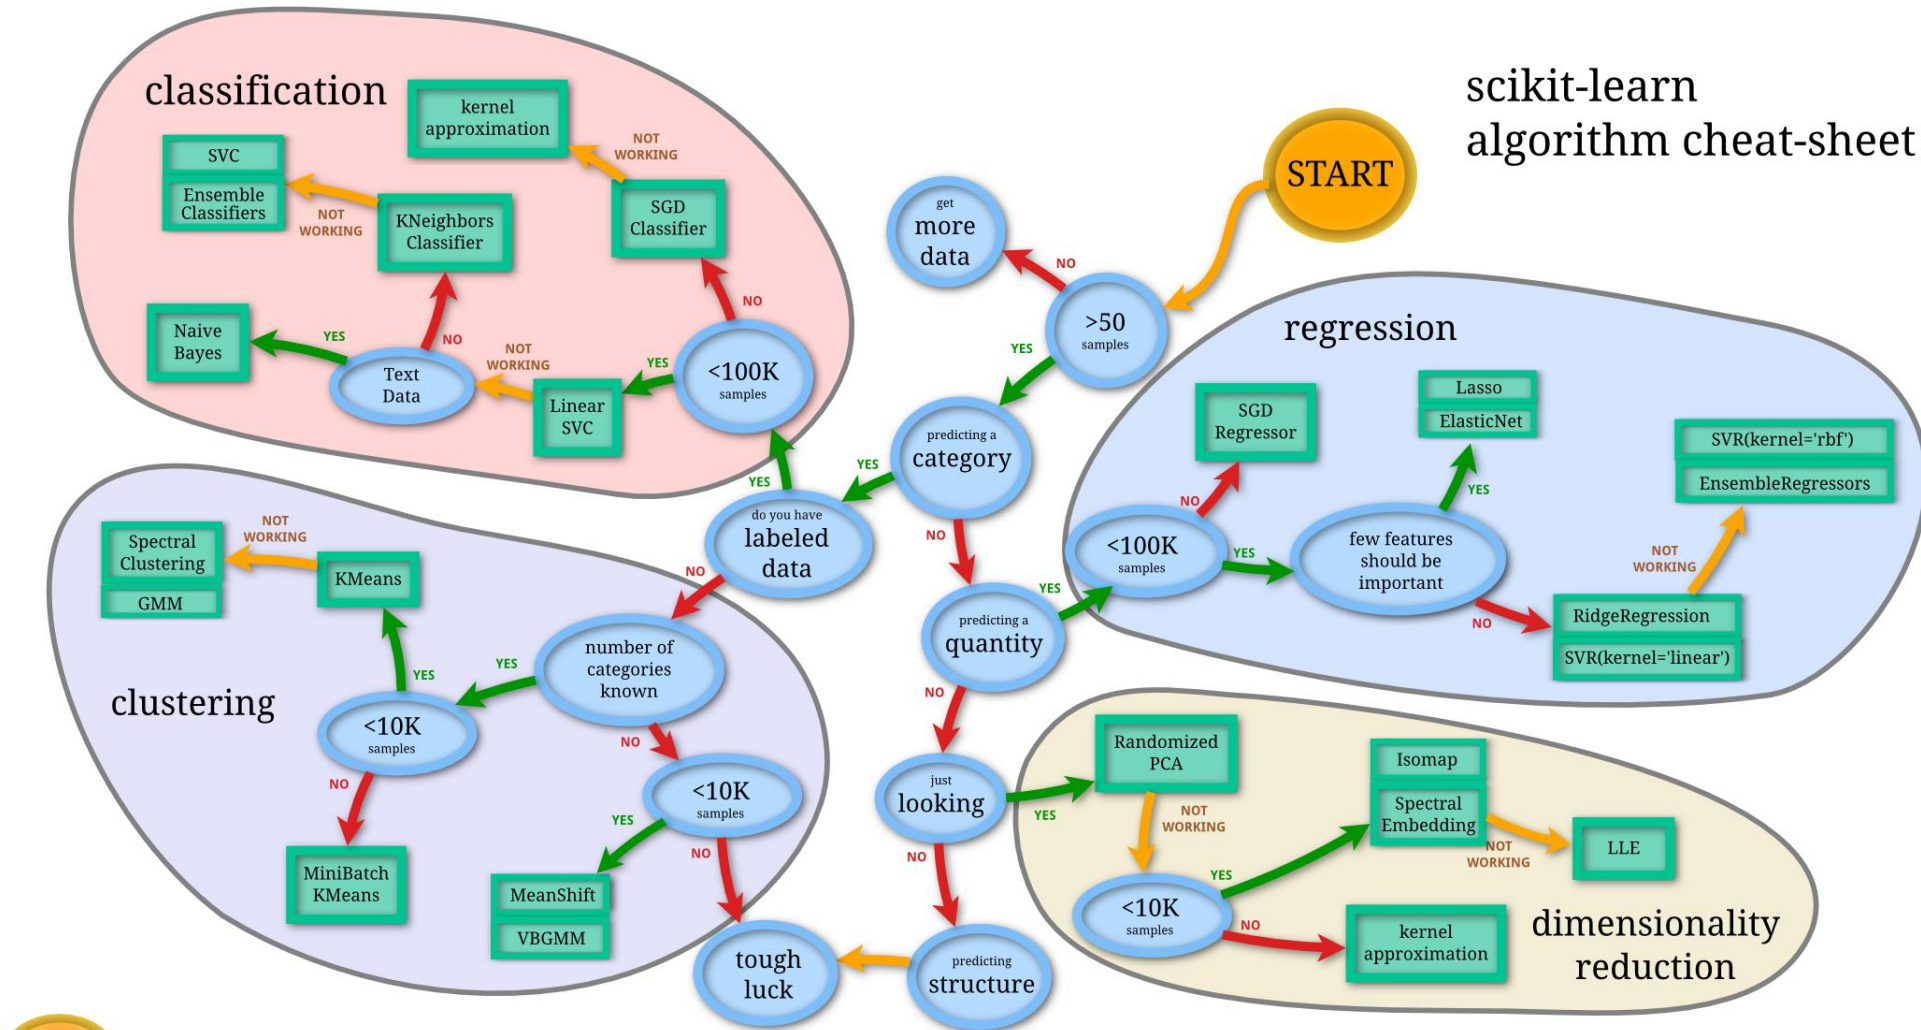 scikit-learn
algorithm cheat-sheet
START
classification
kernel
approximation
NOT
WORKING
SVC
Ensemble
Classifiers
NOT
WORKING
KNeighbors
Classifier
SGD
Classifier
NO
Naive
Bayes
YES
NO
Text
Data
NOT
WORKING
Linear
SVC
YES
<100K
samples
YES
get
more
data
NO
>50
samples
YES
predicting a
category
YES
NO
do you have
labeled
data
NO
predicting a
quantity
YES
NO
just
looking
YES
NO
predicting
structure
tough
luck
regression
SGD
Regressor
NO
<100K
samples
YES
few features
should be
important
YES
Lasso
ElasticNet
NO
RidgeRegression
SVR(kernel='linear')
NOT
WORKING
SVR(kernel='rbf')
EnsembleRegressors
clustering
Spectral
Clustering
GMM
NOT
WORKING
KMeans
YES
<10K
samples
NO
MiniBatch
KMeans
YES
number of
categories
known
NO
<10K
samples
YES
NO
MeanShift
VBGMM
dimensionality
reduction
Randomized
PCA
NOT
WORKING
<10K
samples
YES
NO
Isomap
Spectral
Embedding
NOT
WORKING
LLE
kernel
approximation